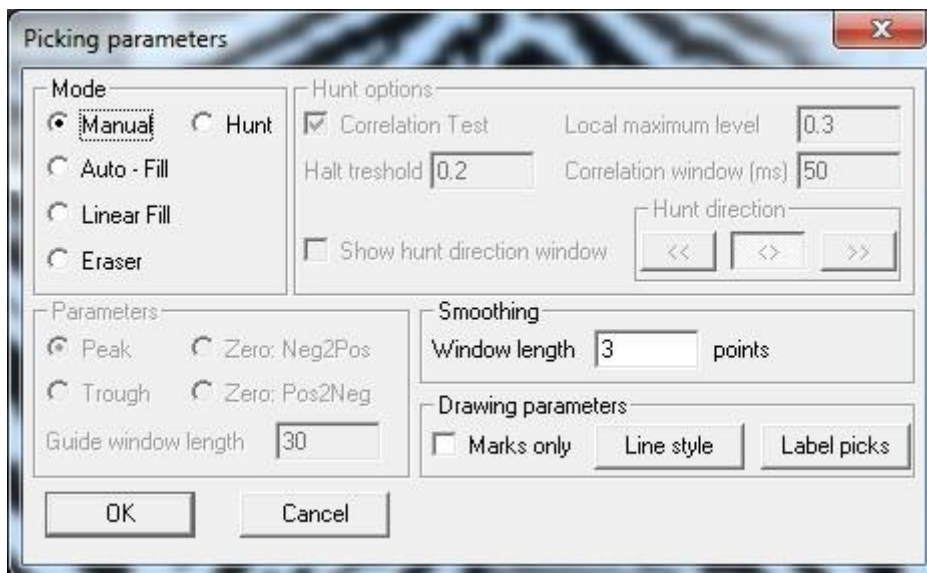 Picking parameters
Mode
Manual Hunt
Auto - Fill
Linear Fill
Eraser
Hunt options
Correlation Test Local maximum level 0.3
Halt treshold 0.2 Correlation window (ms) 50
Hunt direction
Show hunt direction window << <> >>
Parameters
Peak Zero: Neg2Pos
Trough Zero: Pos2Neg
Guide window length 30
Smoothing
Window length 3 points
Drawing parameters
Marks only Line style Label picks
OK Cancel